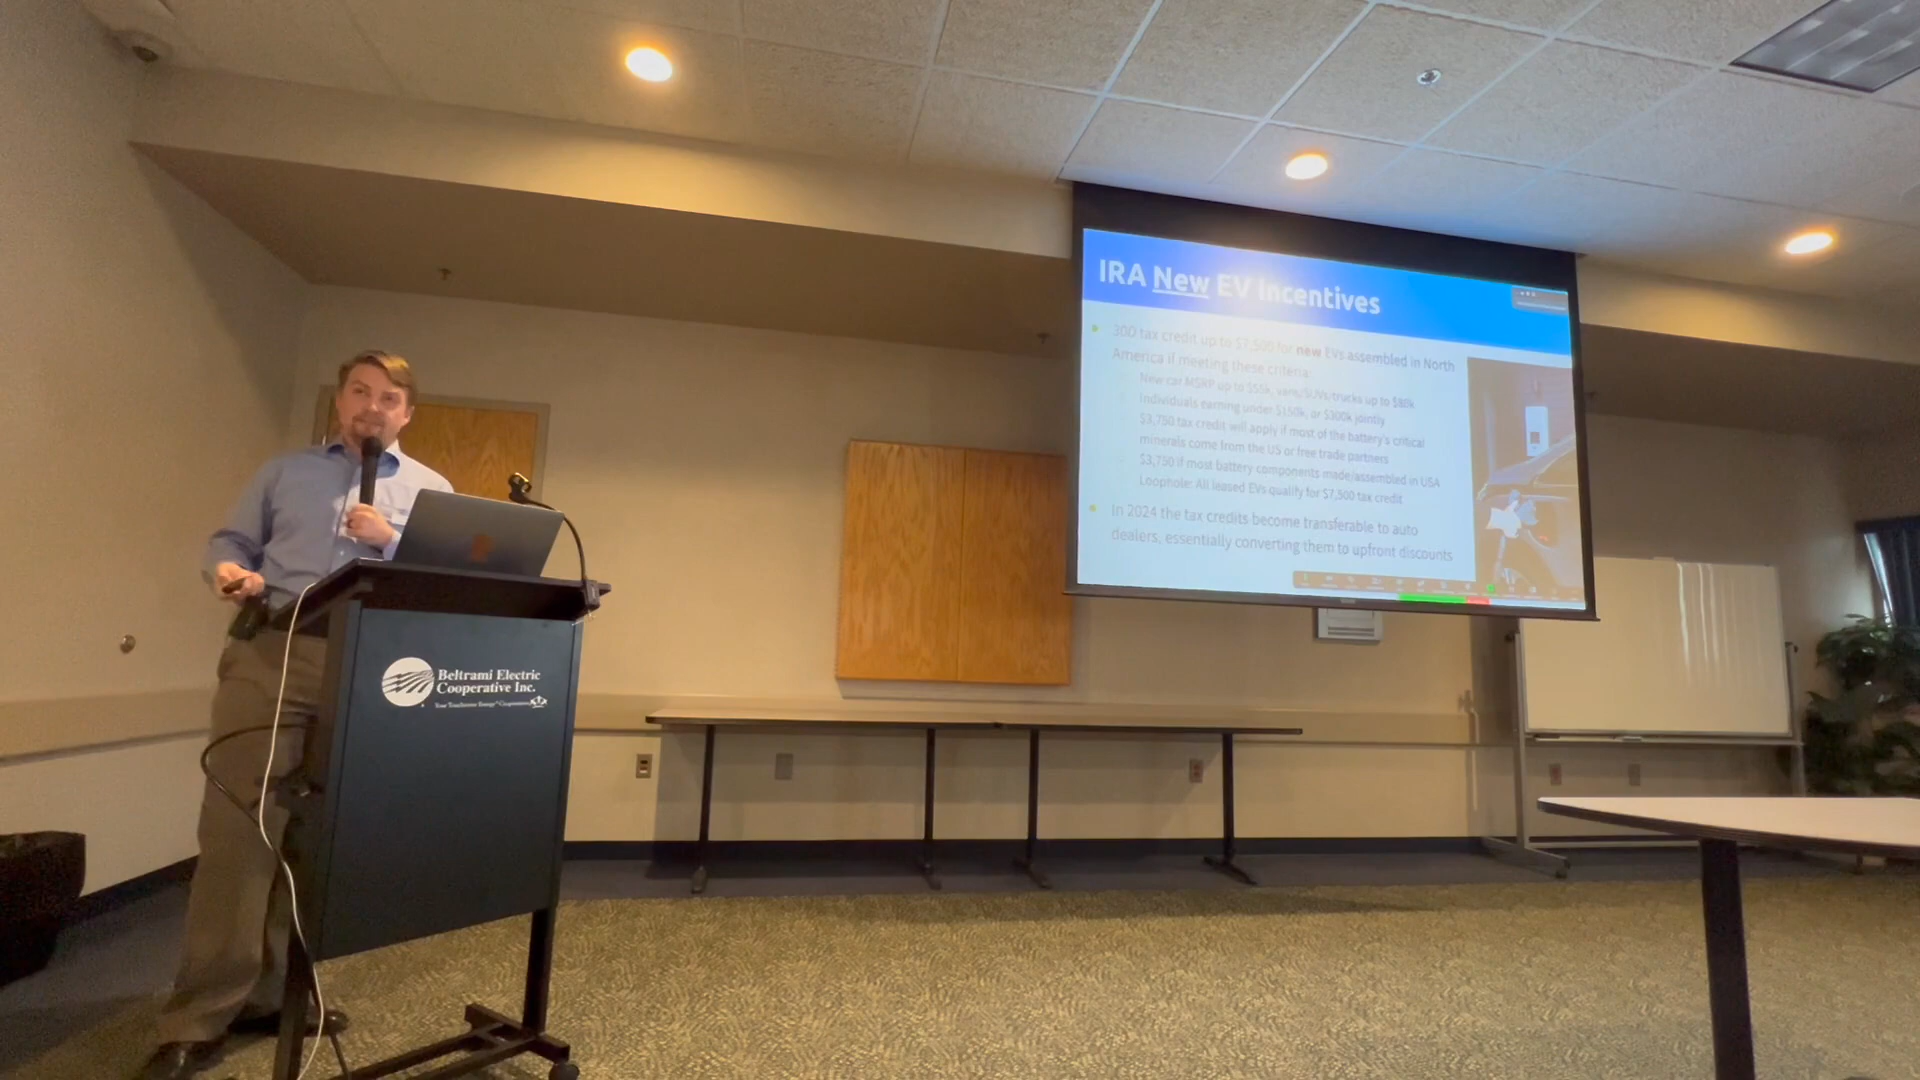 IRA New EV Incentives
30D tax credit up to $7,500 for new EVs assembled in North
America if meeting these criteria:
New car MSRP up to $55k, vans/SUVs/trucks up to $80k
Individuals earning under $150k, or $300k jointly
$3,750 tax credit will apply if most of the battery's critical
minerals come from the US or free trade partners
$3,750 if most battery components made/assembled in USA
Loophole: All leased EVs qualify for $7,500 tax credit
In 2024 the tax credits become transferable to auto
dealers, essentially converting them to upfront discounts
Beltrami Electric
Cooperative Inc.
Your Touchstone Energy® Cooperative